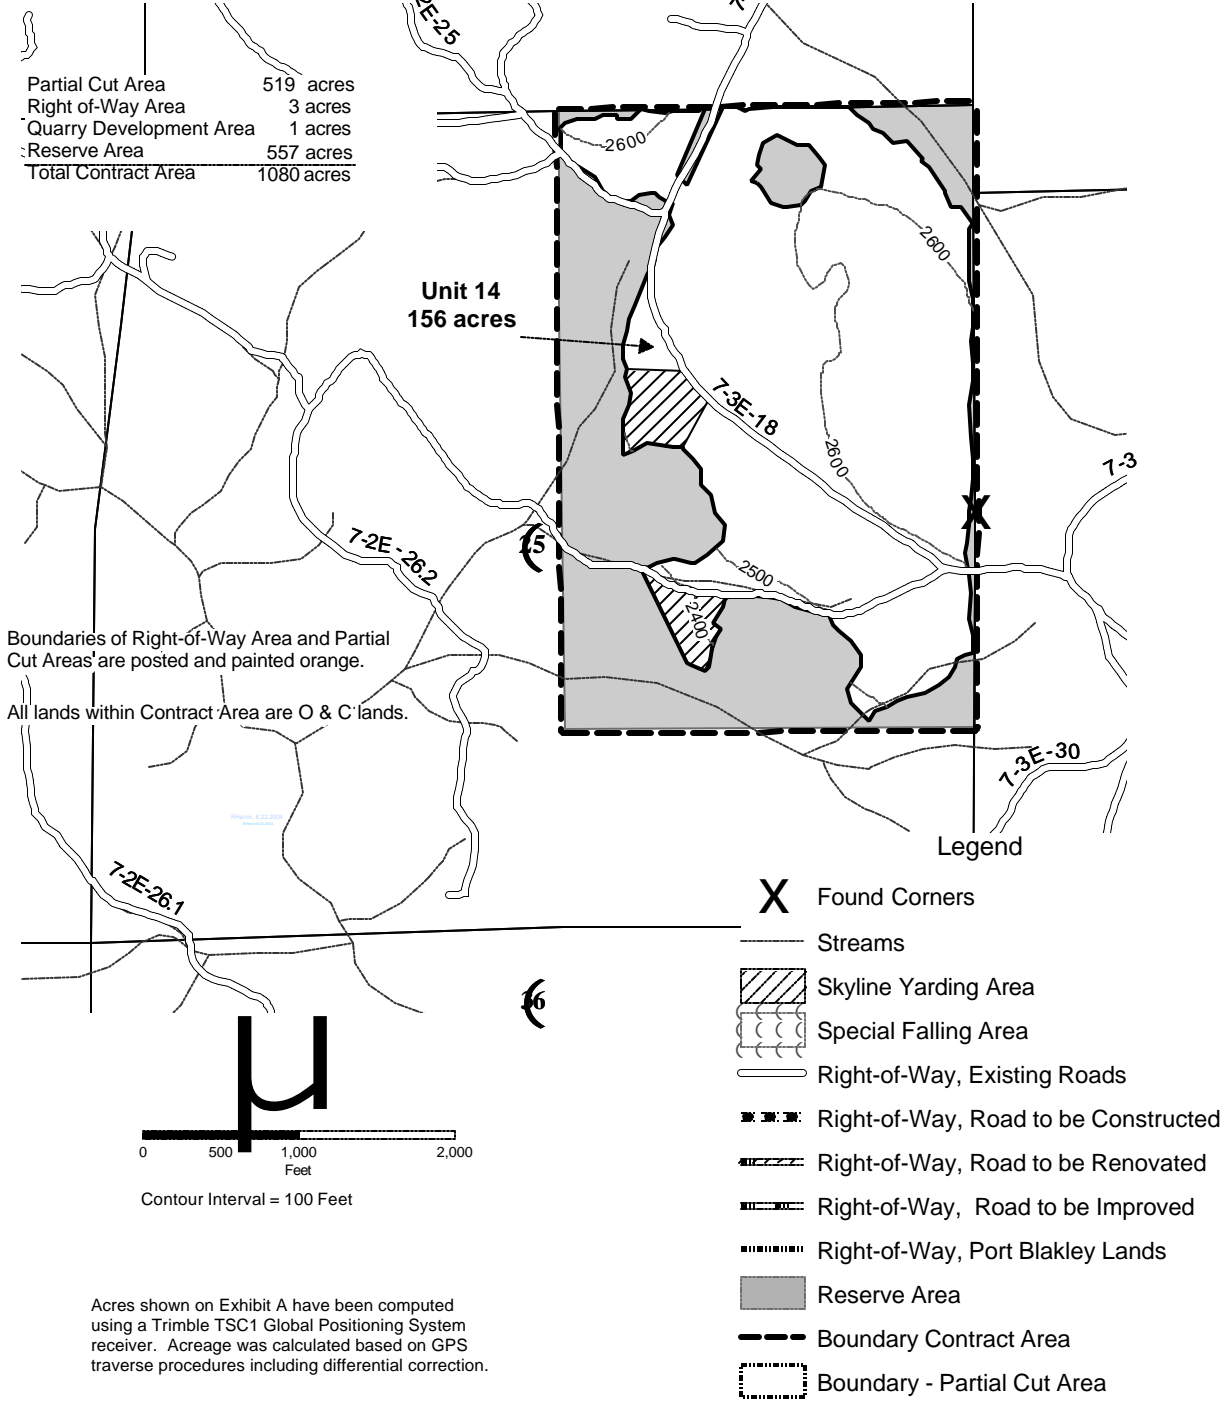 2E-25
Partial Cut Area 519 acres
Right of-Way Area 3 acres
Quarry Development Area 1 acres
Reserve Area 557 acres
Total Contract Area 1080 acres
2600
2600
Unit 14
156 acres
7-3E-18
2600
7-3
X
25
7-2E-26.2
2500
2400
Boundaries of Right-of-Way Area and Partial
Cut Areas are posted and painted orange.
All lands within Contract Area are O & C lands.
7-3E-30
Legend
7-2E-26.1
X Found Corners
Streams
Skyline Yarding Area
36
Special Falling Area
Right-of-Way, Existing Roads
Right-of-Way, Road to be Constructed
0 500 1,000 2,000
Feet
Right-of-Way, Road to be Renovated
Contour Interval = 100 Feet
Right-of-Way, Road to be Improved
Right-of-Way, Port Blakley Lands
Reserve Area
Boundary Contract Area
Boundary - Partial Cut Area
Acres shown on Exhibit A have been computed
using a Trimble TSC1 Global Positioning System
receiver. Acreage was calculated based on GPS
traverse procedures including differential correction.